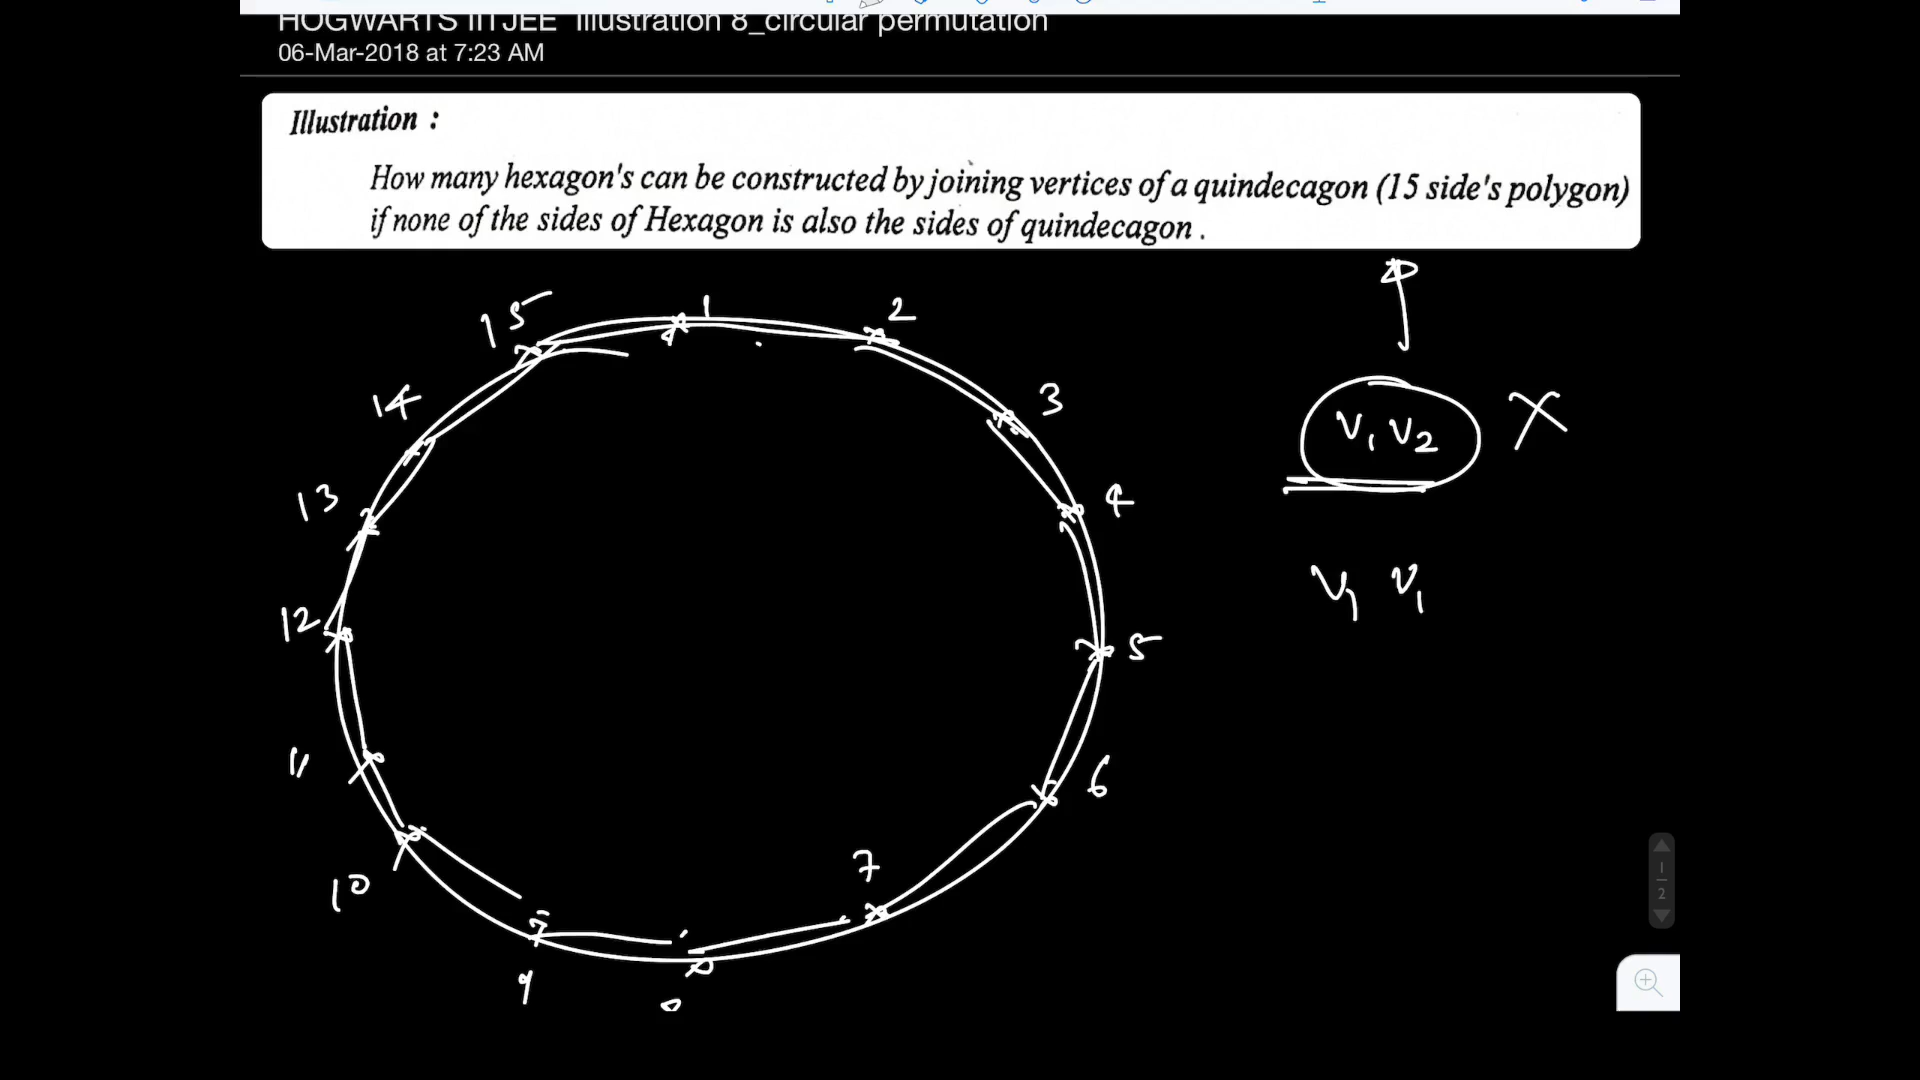 HOGWARTS IITJEE Illustration 8_circular permutation
06-Mar-2018 at 7:23 AM
Illustration :
How many hexagon's can be constructed by joining vertices of a quindecagon (15 side's polygon)
if none of the sides of Hexagon is also the sides of quindecagon .
15
1
2
14
3
V1 V2
13
4
V1 V1
12
5
11
6
10
7
9
1
2